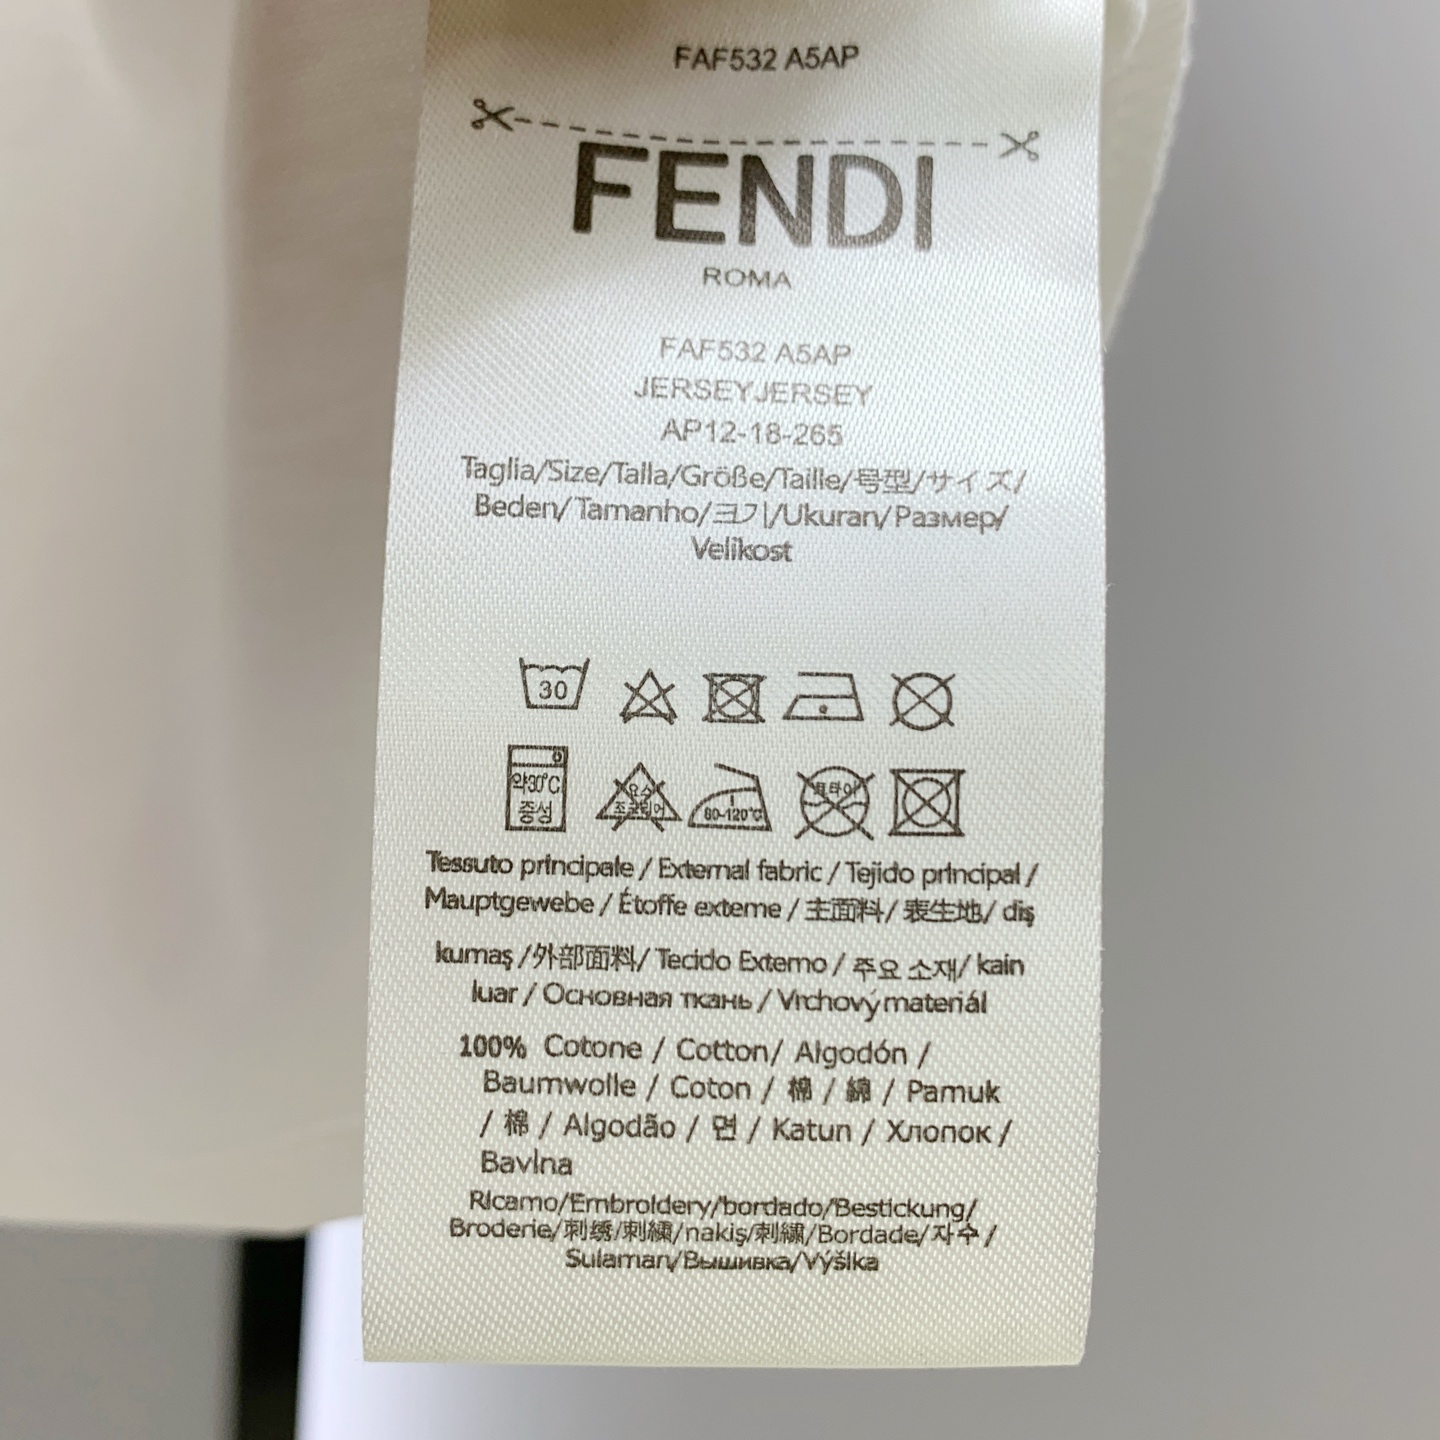 FAF532 A5AP
FENDI
ROMA
FAF532 A5AP
JERSEYJERSEY
AP12-18-265
Taglia/Size/Talla/Größe/Taille/号型/サイズ/
Beden/Tamanho/크기/Ukuran/Размер/
Velikost
30
약30℃
중성
80-120℃
Tessuto principale / External fabric / Tejido principal /
Mauptgewebe / Étoffe exteme / 主面料/ 表生地/ diş
kumaş /外部面料/ Tecido Extemo / 주요 소재/ kain
luar / Основная ткань / Vrchový materiál
100% Cotone / Cotton/ Algodón /
Baumwolle / Coton / 棉 / 綿 / Pamuk
/ 棉 / Algodão / 면 / Katun / Хлопок /
Bavlna
Ricamo/Embroldery/bordado/Bestickung/
Broderie/刺绣/刺繍/nakiş/刺繡/Bordade/자수/
Sulaman/Вышивка/Výšlka